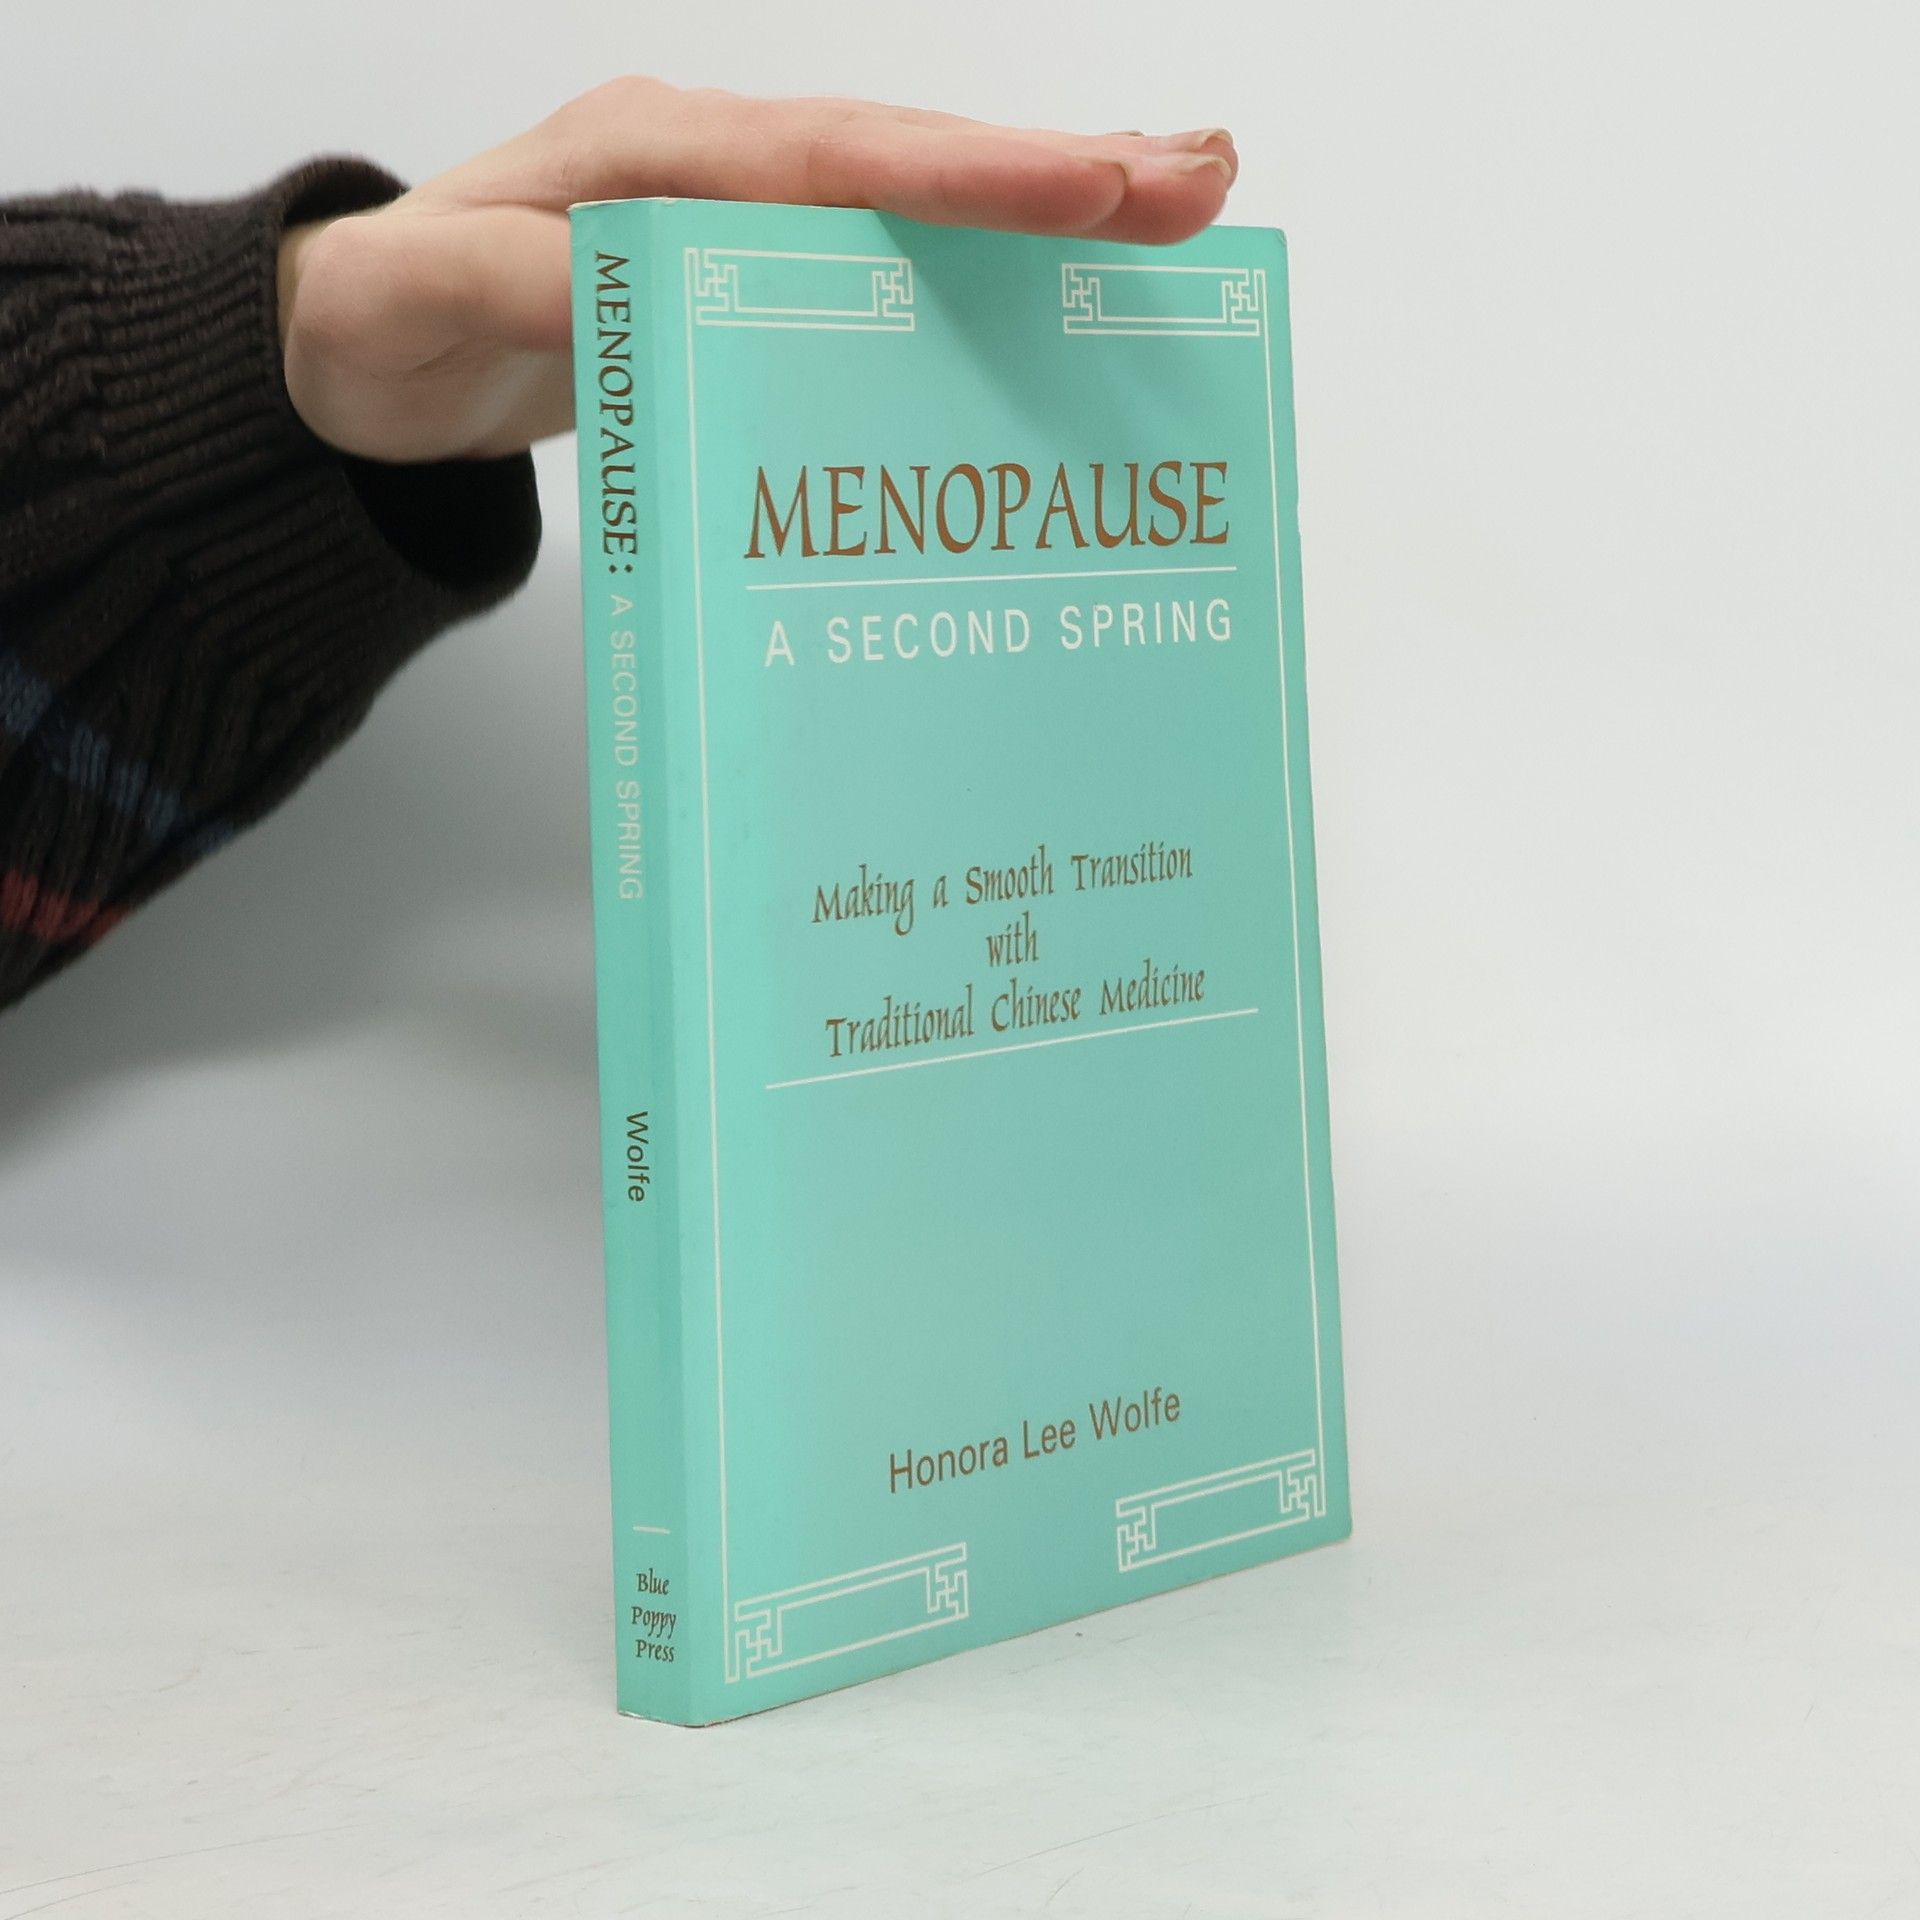 MENOPAUSE: A SECOND SPRING
Wolfe
Blue
Poppy
Press
MENOPAUSE
A SECOND SPRING
Making a Smooth Transition
with
Traditional Chinese Medicine
Honora Lee Wolfe